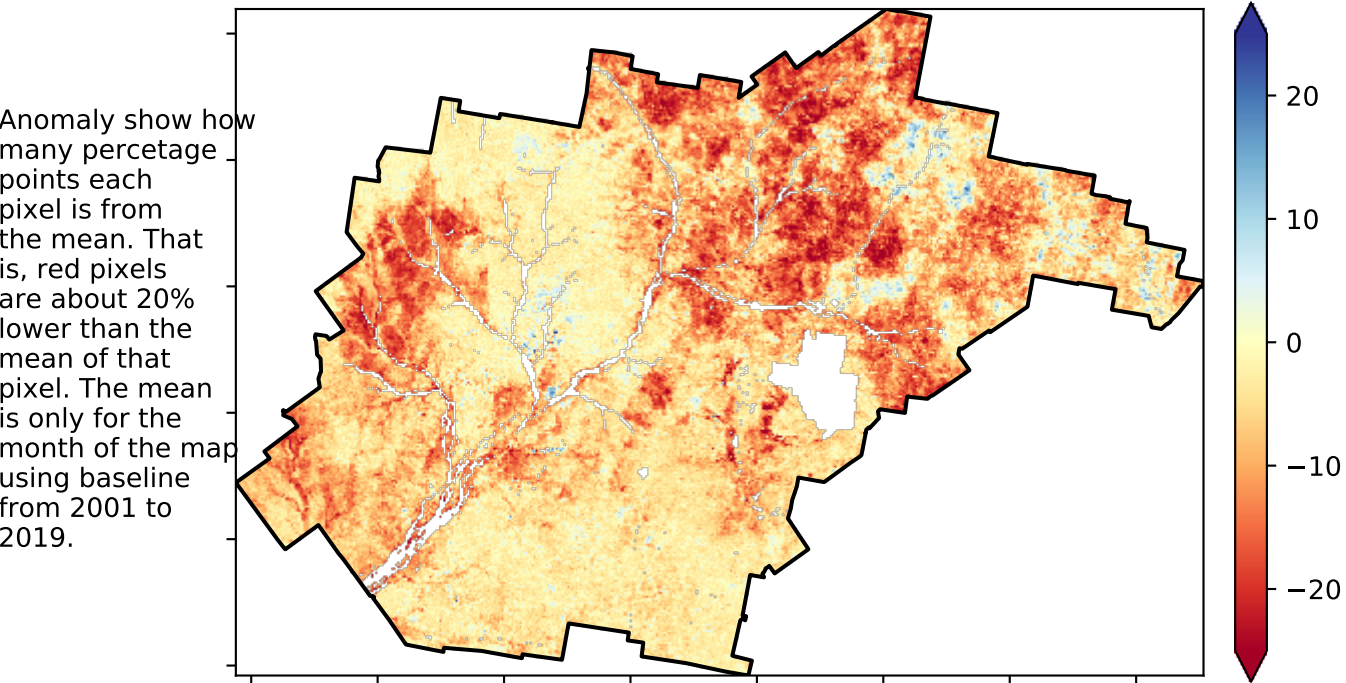 Anomaly show how
many percetage
points each
pixel is from
the mean. That
is, red pixels
are about 20%
lower than the
mean of that
pixel. The mean
is only for the
month of the map
using baseline
from 2001 to
2019.
20
10
0
−10
−20